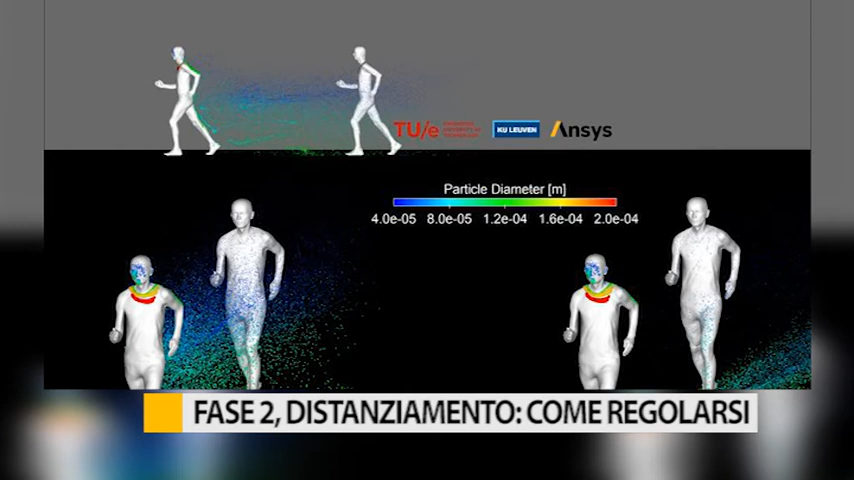 TU/e
KU LEUVEN
Ansys
Particle Diameter [m]
4.0e-05 8.0e-05 1.2e-04 1.6e-04 2.0e-04
FASE 2, DISTANZIAMENTO: COME REGOLARSI